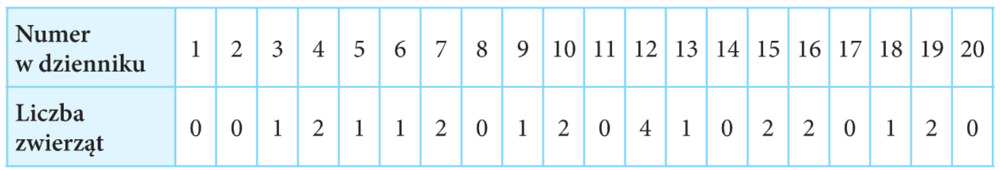 Numer
w dzienniku 1 2 3 4 5 6 7 8 9 10 11 12 13 14 15 16 17 18 19 20
Liczba
zwierząt 0 0 1 2 1 1 2 0 1 2 0 4 1 0 2 2 0 1 2 0